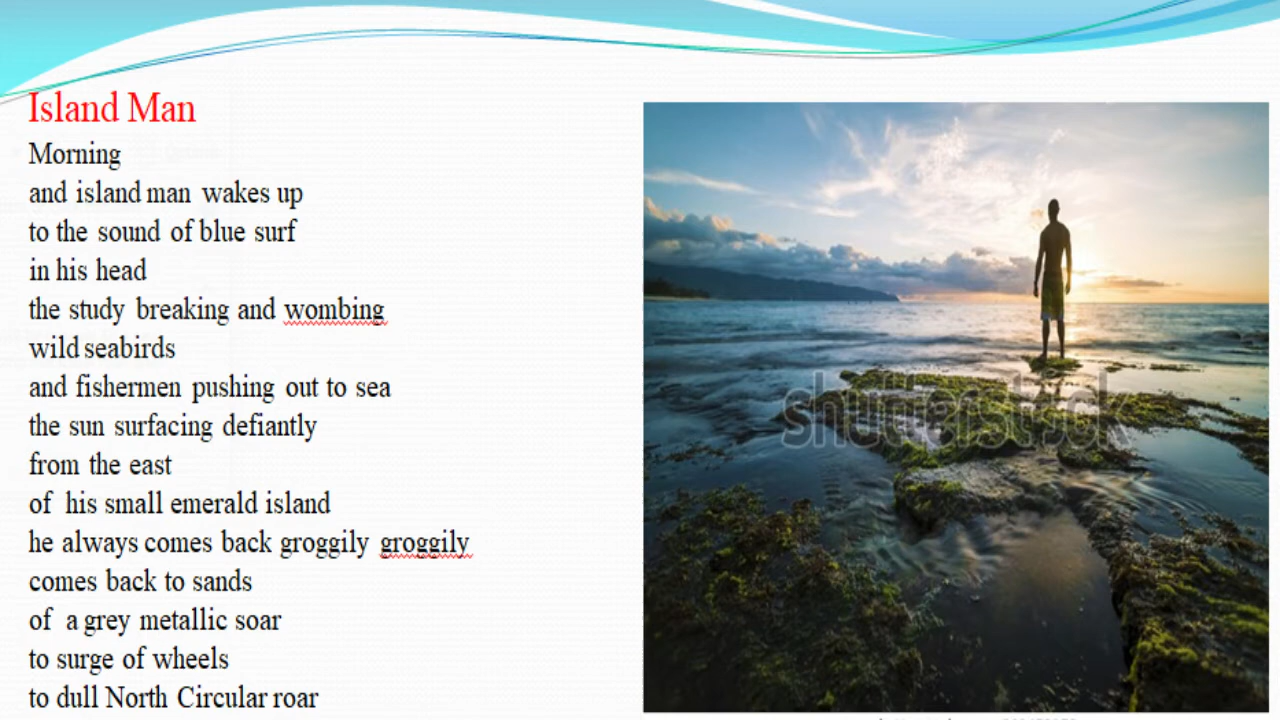 Island Man
Morning
and island man wakes up
to the sound of blue surf
in his head
the study breaking and wombing
wild seabirds
and fishermen pushing out to sea
the sun surfacing defiantly
from the east
of his small emerald island
he always comes back groggily groggily
comes back to sands
of a grey metallic soar
to surge of wheels
to dull North Circular roar
shutterstock